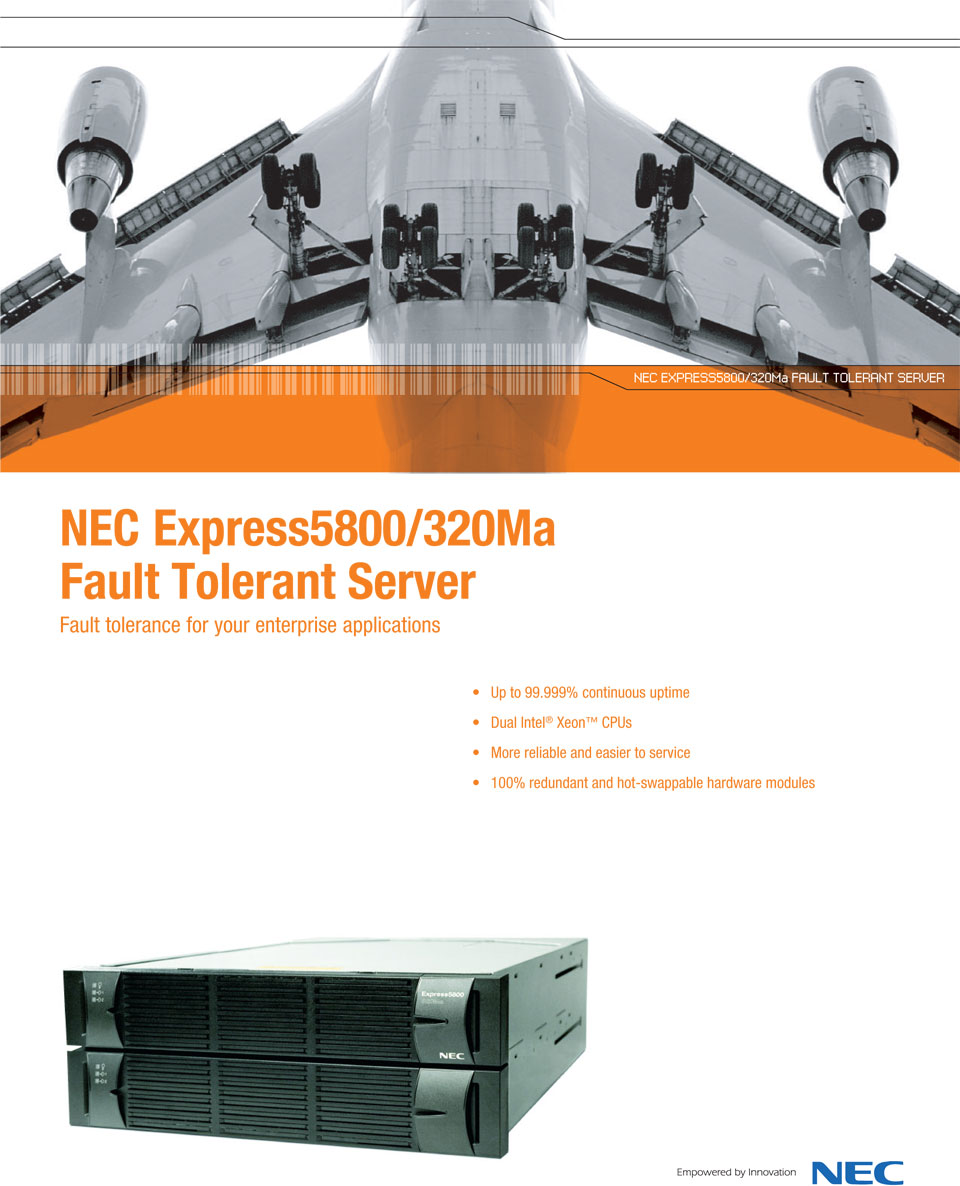 NEC EXPRESS5800/320Ma FAULT TOLERANT SERVER
NEC Express5800/320Ma
Fault Tolerant Server
Fault tolerance for your enterprise applications
• Up to 99.999% continuous uptime
• Dual Intel® Xeon™ CPUs
• More reliable and easier to service
• 100% redundant and hot-swappable hardware modules
Express5800
NEC
Empowered by Innovation NEC